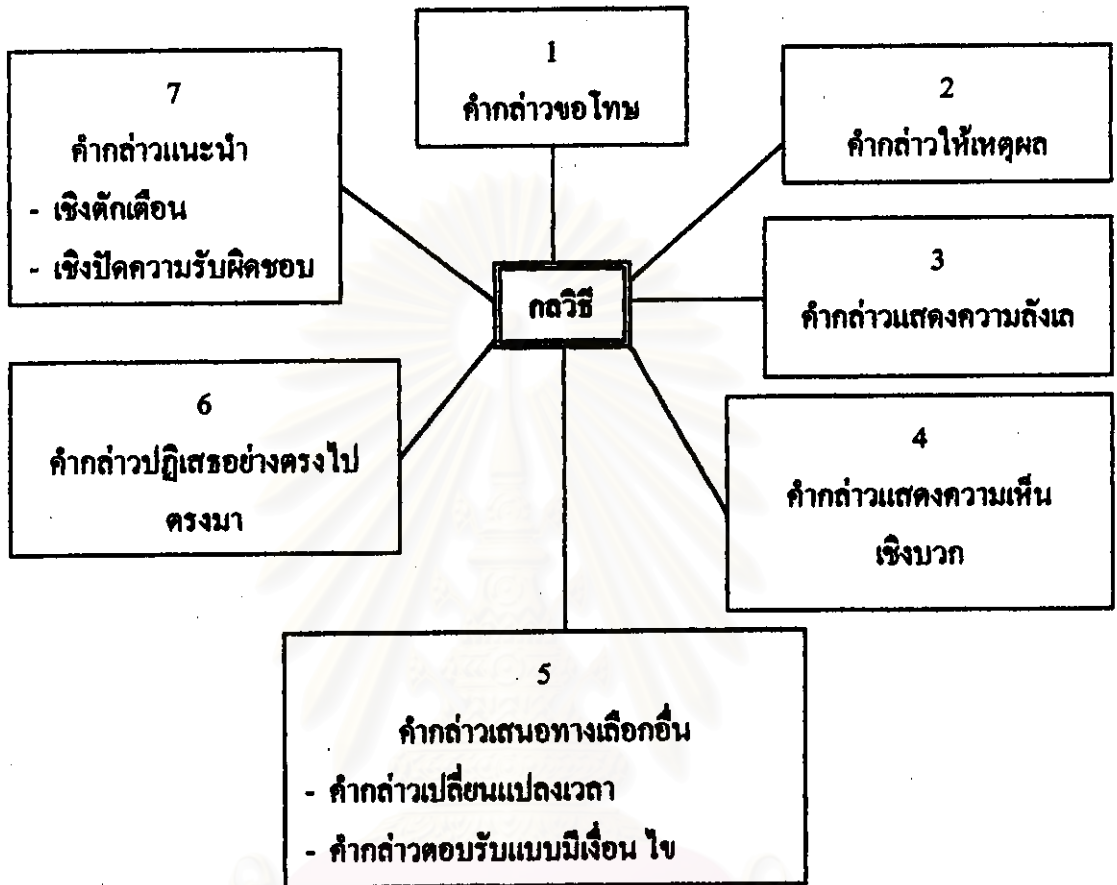 1
คำกล่าวขอโทษ
2
คำกล่าวให้เหตุผล
3
คำกล่าวแสดงความลังเล
4
คำกล่าวแสดงความเห็น
เชิงบวก
5
คำกล่าวเสนอทางเลือกอื่น
- คำกล่าวเปลี่ยนแปลงเวลา
- คำกล่าวตอบรับแบบมีเงื่อน ไข
6
คำกล่าวปฏิเสธอย่างตรงไป
ตรงมา
7
คำกล่าวแนะนำ
- เชิงตักเตือน
- เชิงปัดความรับผิดชอบ
กลวิธี